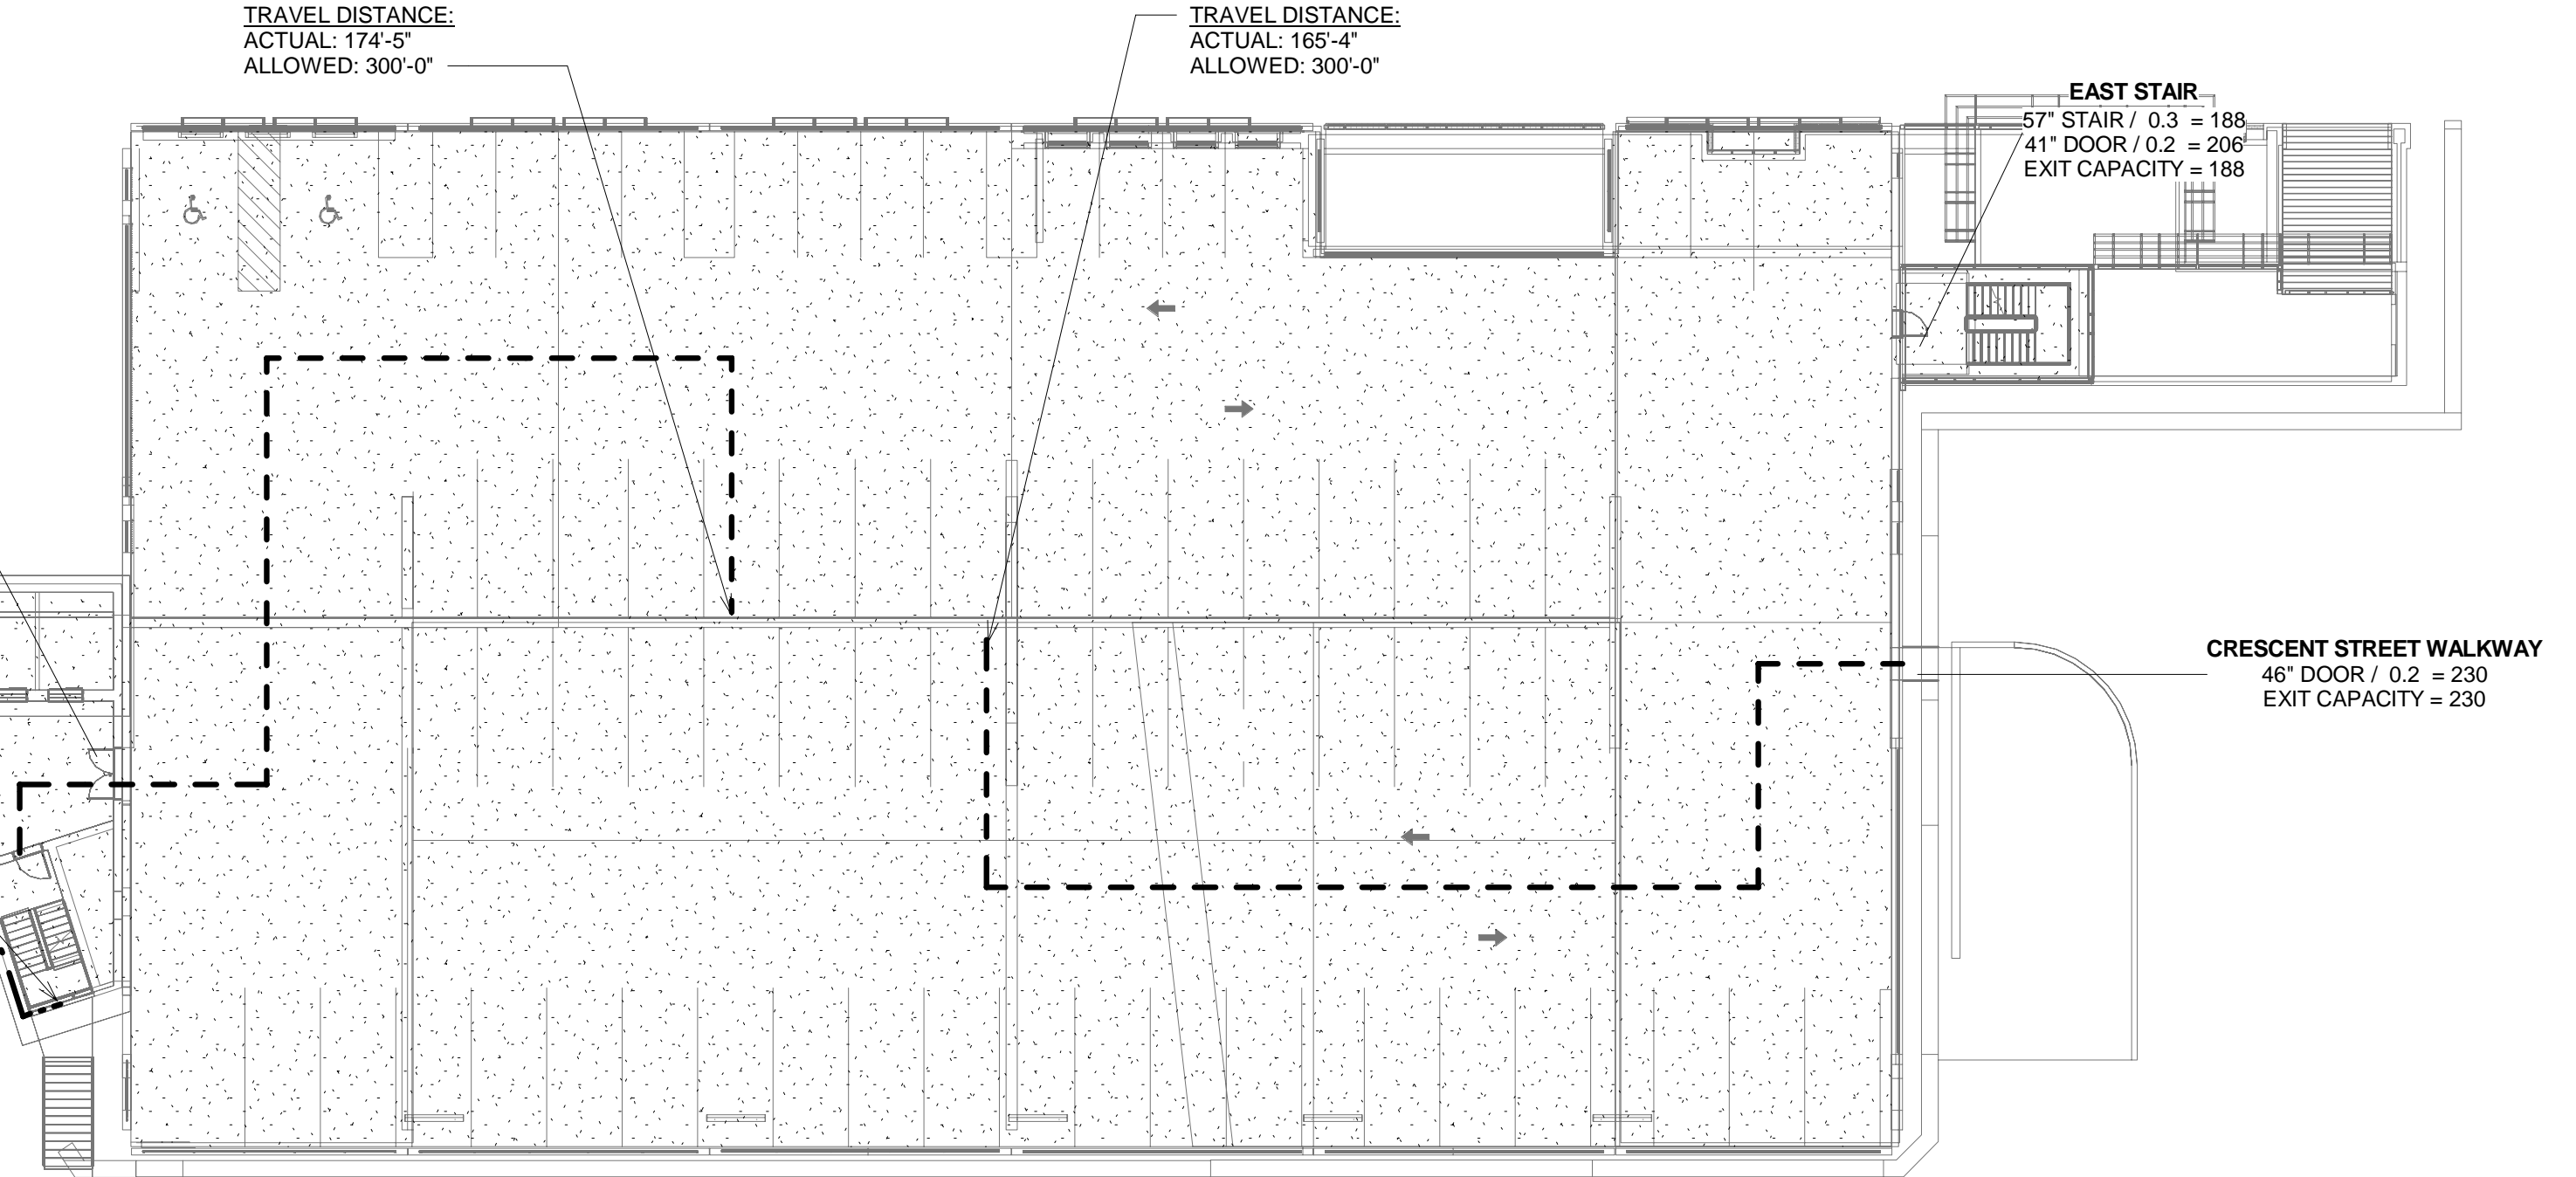 TRAVEL DISTANCE:
ACTUAL: 174'-5"
ALLOWED: 300'-0"
TRAVEL DISTANCE:
ACTUAL: 165'-4"
ALLOWED: 300'-0"
EAST STAIR
57" STAIR / 0.3 = 188
41" DOOR / 0.2 = 206
EXIT CAPACITY = 188
CRESCENT STREET WALKWAY
46" DOOR / 0.2 = 230
EXIT CAPACITY = 230